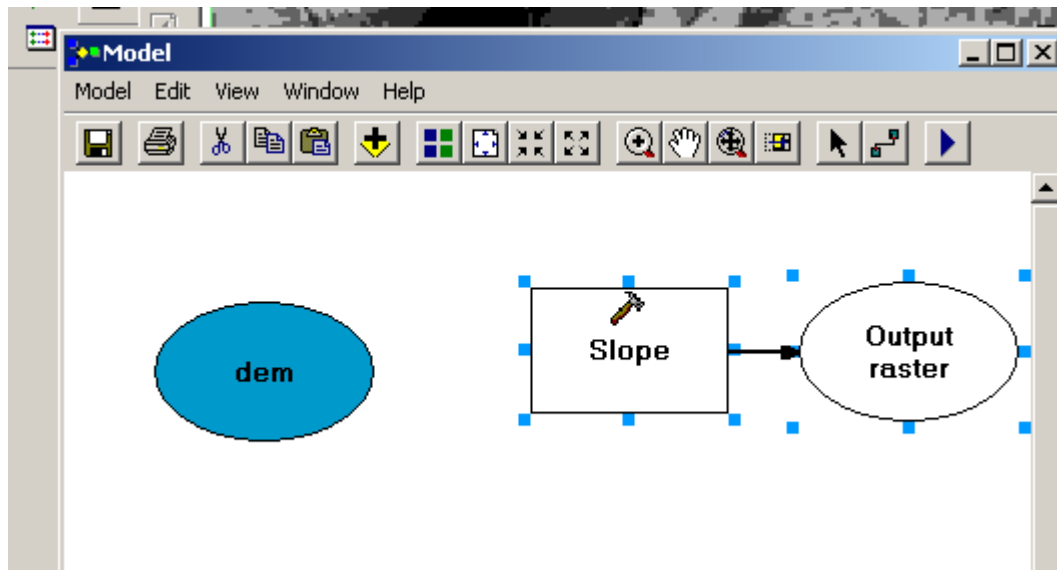 Model
Model Edit View Window Help
dem
Slope
Output
raster